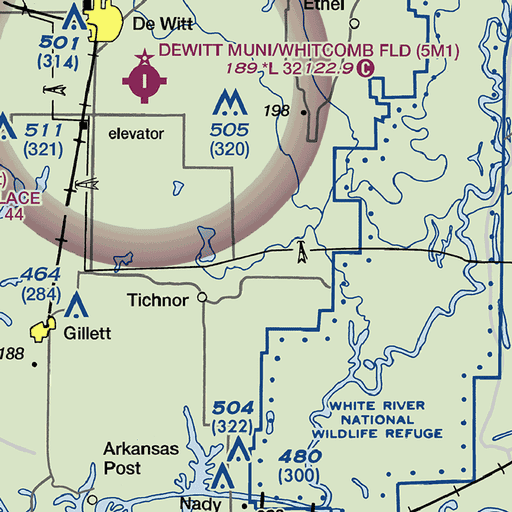 Ethel
De Witt
501
(314)
DEWITT MUNI/WHITCOMB FLD (5M1)
189 *L 32 122.9 C
198
511
(321)
elevator
505
(320)
LACE
44
464
(284)
Tichnor
Gillett
188
504
(322)
WHITE RIVER
NATIONAL
WILDLIFE REFUGE
Arkansas
Post
480
(300)
Nady